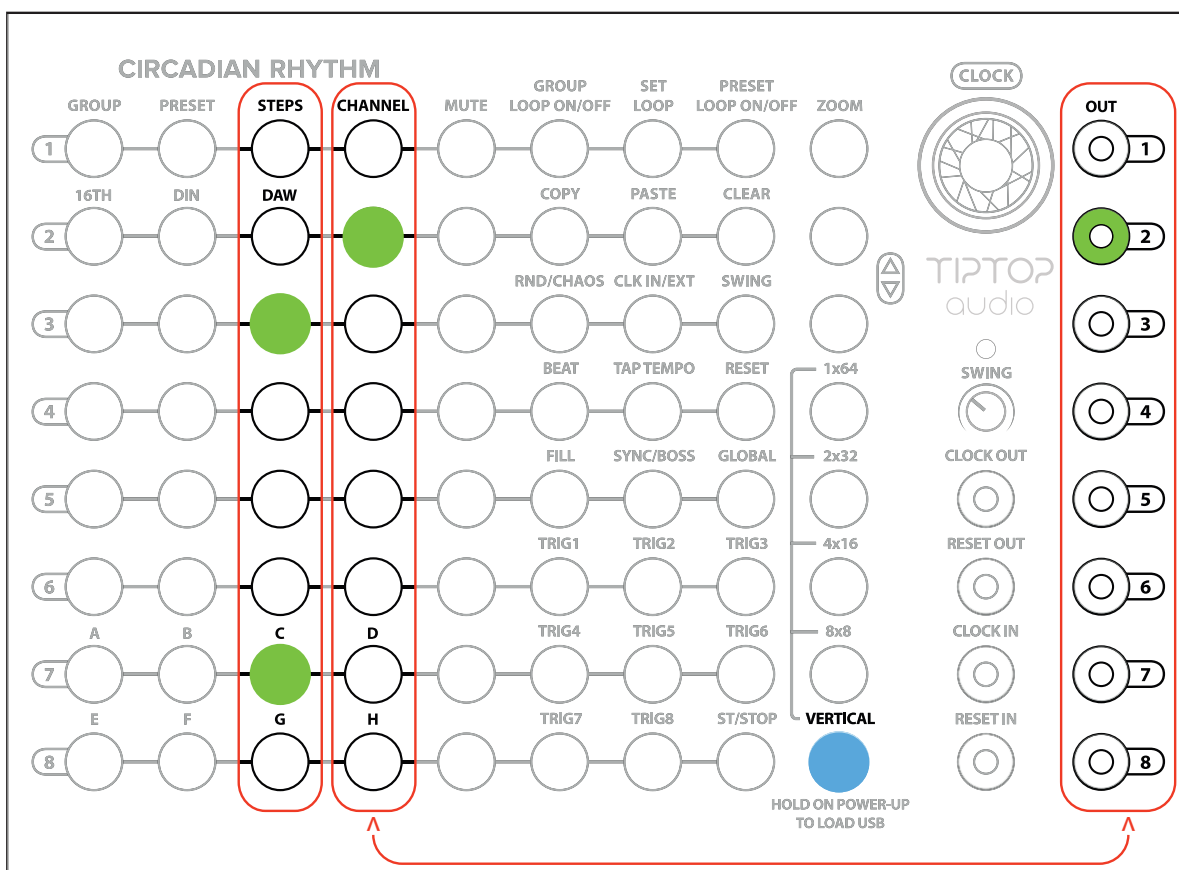 CIRCADIAN RHYTHM
CLOCK
GROUP PRESET STEPS CHANNEL MUTE GROUP LOOP ON/OFF SET LOOP PRESET LOOP ON/OFF ZOOM OUT
1 1
16TH DIN DAW COPY PASTE CLEAR
2 2
RND/CHAOS CLK IN/EXT SWING
TIPTOP
audio
3 3
BEAT TAP TEMPO RESET 1x64 SWING
4 4
FILL SYNC/BOSS GLOBAL 2x32 CLOCK OUT
5 5
TRIG1 TRIG2 TRIG3 4x16 RESET OUT
6 6
A B C D TRIG4 TRIG5 TRIG6 8x8 CLOCK IN
7 7
E F G H TRIG7 TRIG8 ST/STOP VERTICAL RESET IN
8 8
HOLD ON POWER-UP
TO LOAD USB